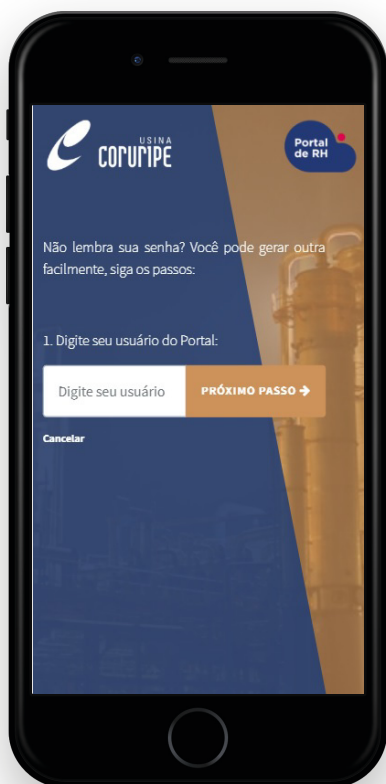 USINA
CORURIPE
Portal
de RH
Não lembra sua senha? Você pode gerar outra
facilmente, siga os passos:
1. Digite seu usuário do Portal:
Digite seu usuário
PRÓXIMO PASSO →
Cancelar